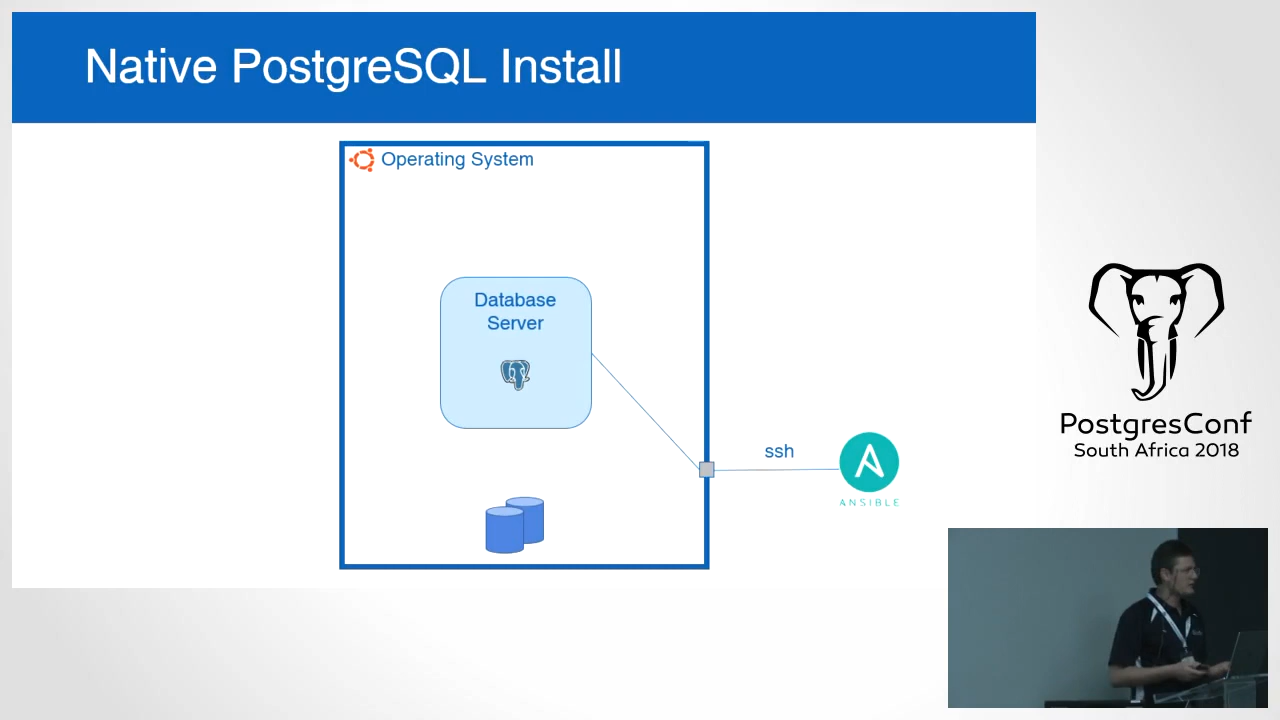 Native PostgreSQL Install
Operating System
Database
Server
ssh
ANSIBLE
PostgresConf
South Africa 2018